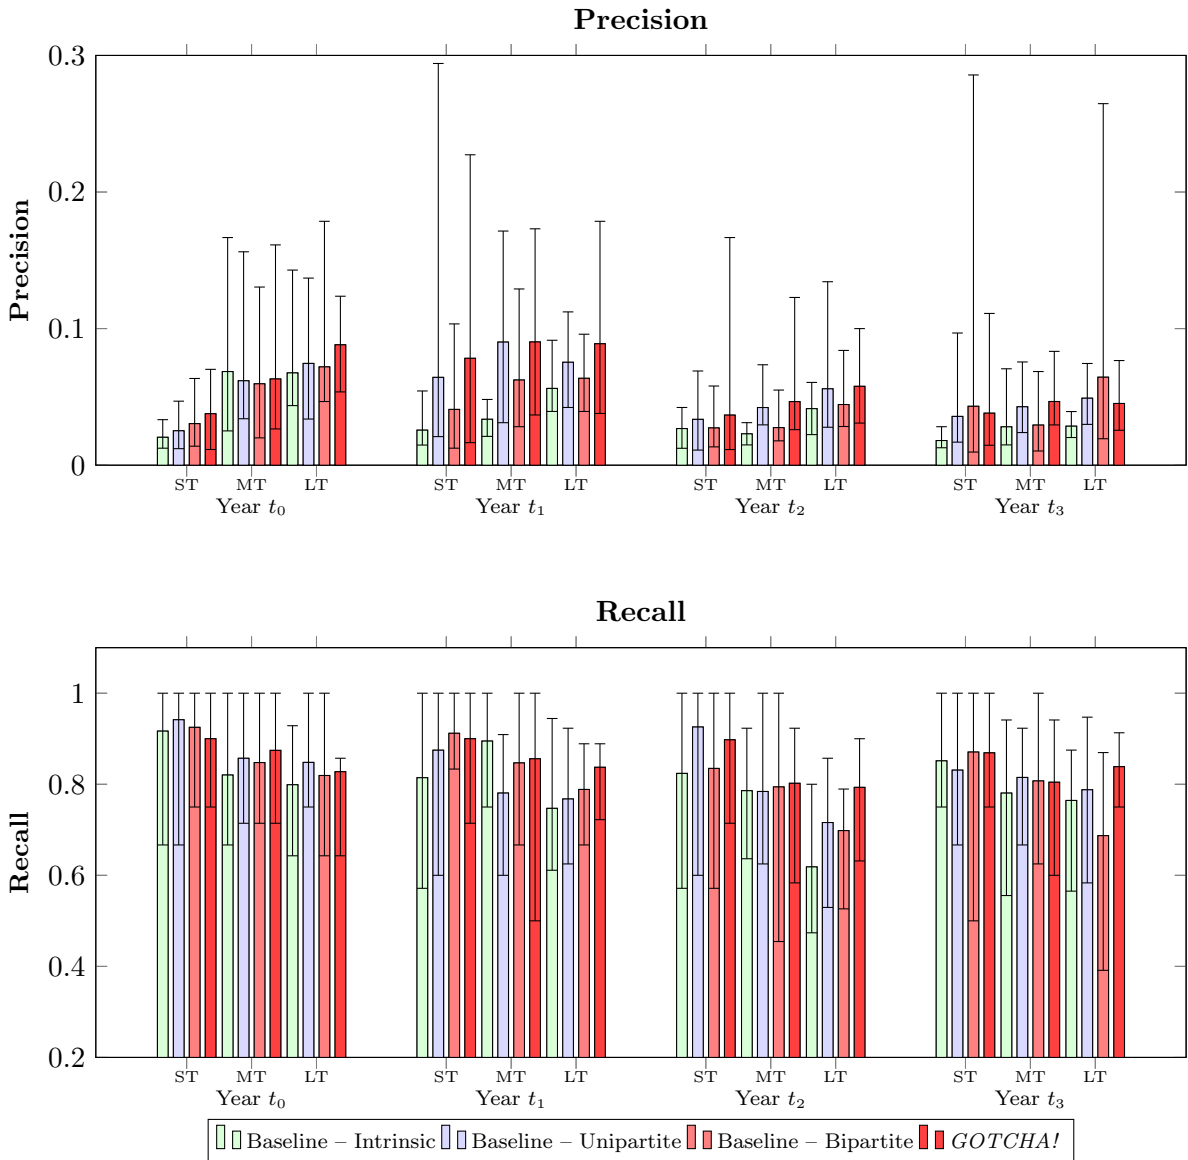 Precision
0.3
0.2
0.1
0
Precision
ST MT LT ST MT LT ST MT LT ST MT LT
Year t0 Year t1 Year t2 Year t3
Recall
1
0.8
0.6
0.4
0.2
Recall
ST MT LT ST MT LT ST MT LT ST MT LT
Year t0 Year t1 Year t2 Year t3
Baseline – Intrinsic Baseline – Unipartite Baseline – Bipartite GOTCHA!